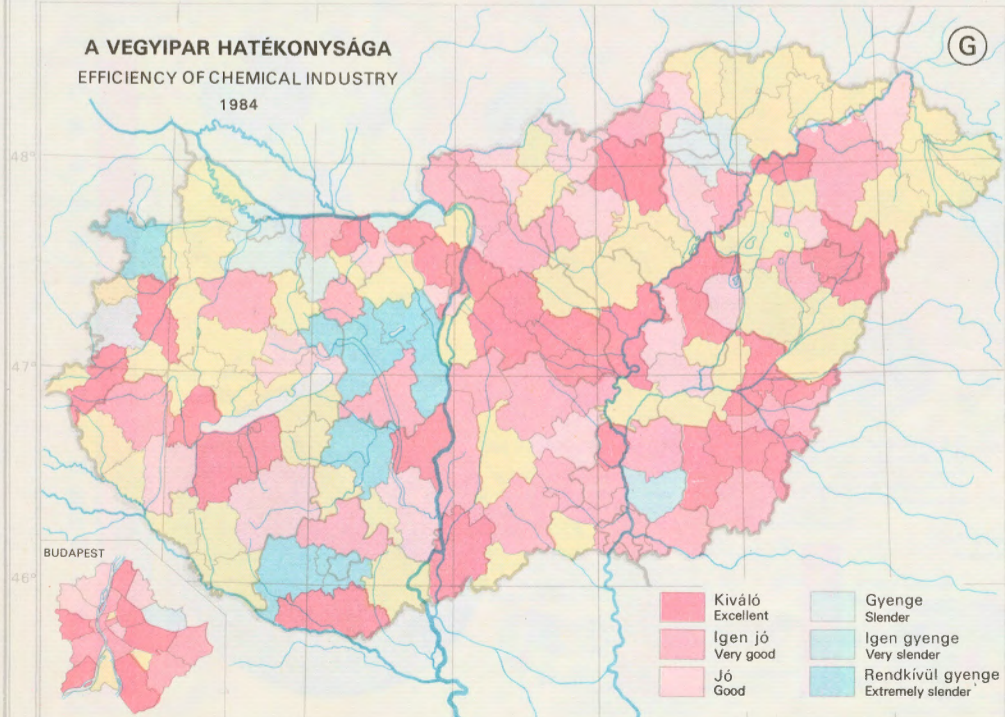 A VEGYIPAR HATÉKONYSÁGA
EFFICIENCY OF CHEMICAL INDUSTRY
1984
G
48°
47°
46°
BUDAPEST
Kiváló
Excellent
Igen jó
Very good
Jó
Good
Gyenge
Slender
Igen gyenge
Very slender
Rendkívül gyenge
Extremely slender